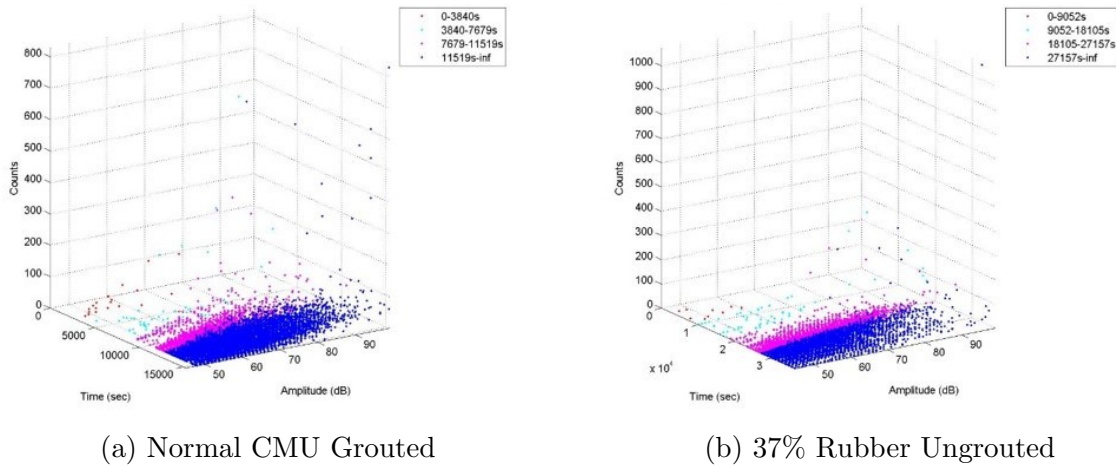 0-3840s
3840-7679s
7679-11519s
11519s-inf
800
700
600
500
400
300
200
100
0
Counts
0
5000
10000
15000
Time (sec)
50
60
70
80
90
Amplitude (dB)
(a) Normal CMU Grouted
0-9052s
9052-18105s
18105-27157s
27157s-inf
1000
900
800
700
600
500
400
300
200
100
0
Counts
0
1
2
3
x 10⁴
Time (sec)
50
60
70
80
90
Amplitude (dB)
(b) 37% Rubber Ungrouted